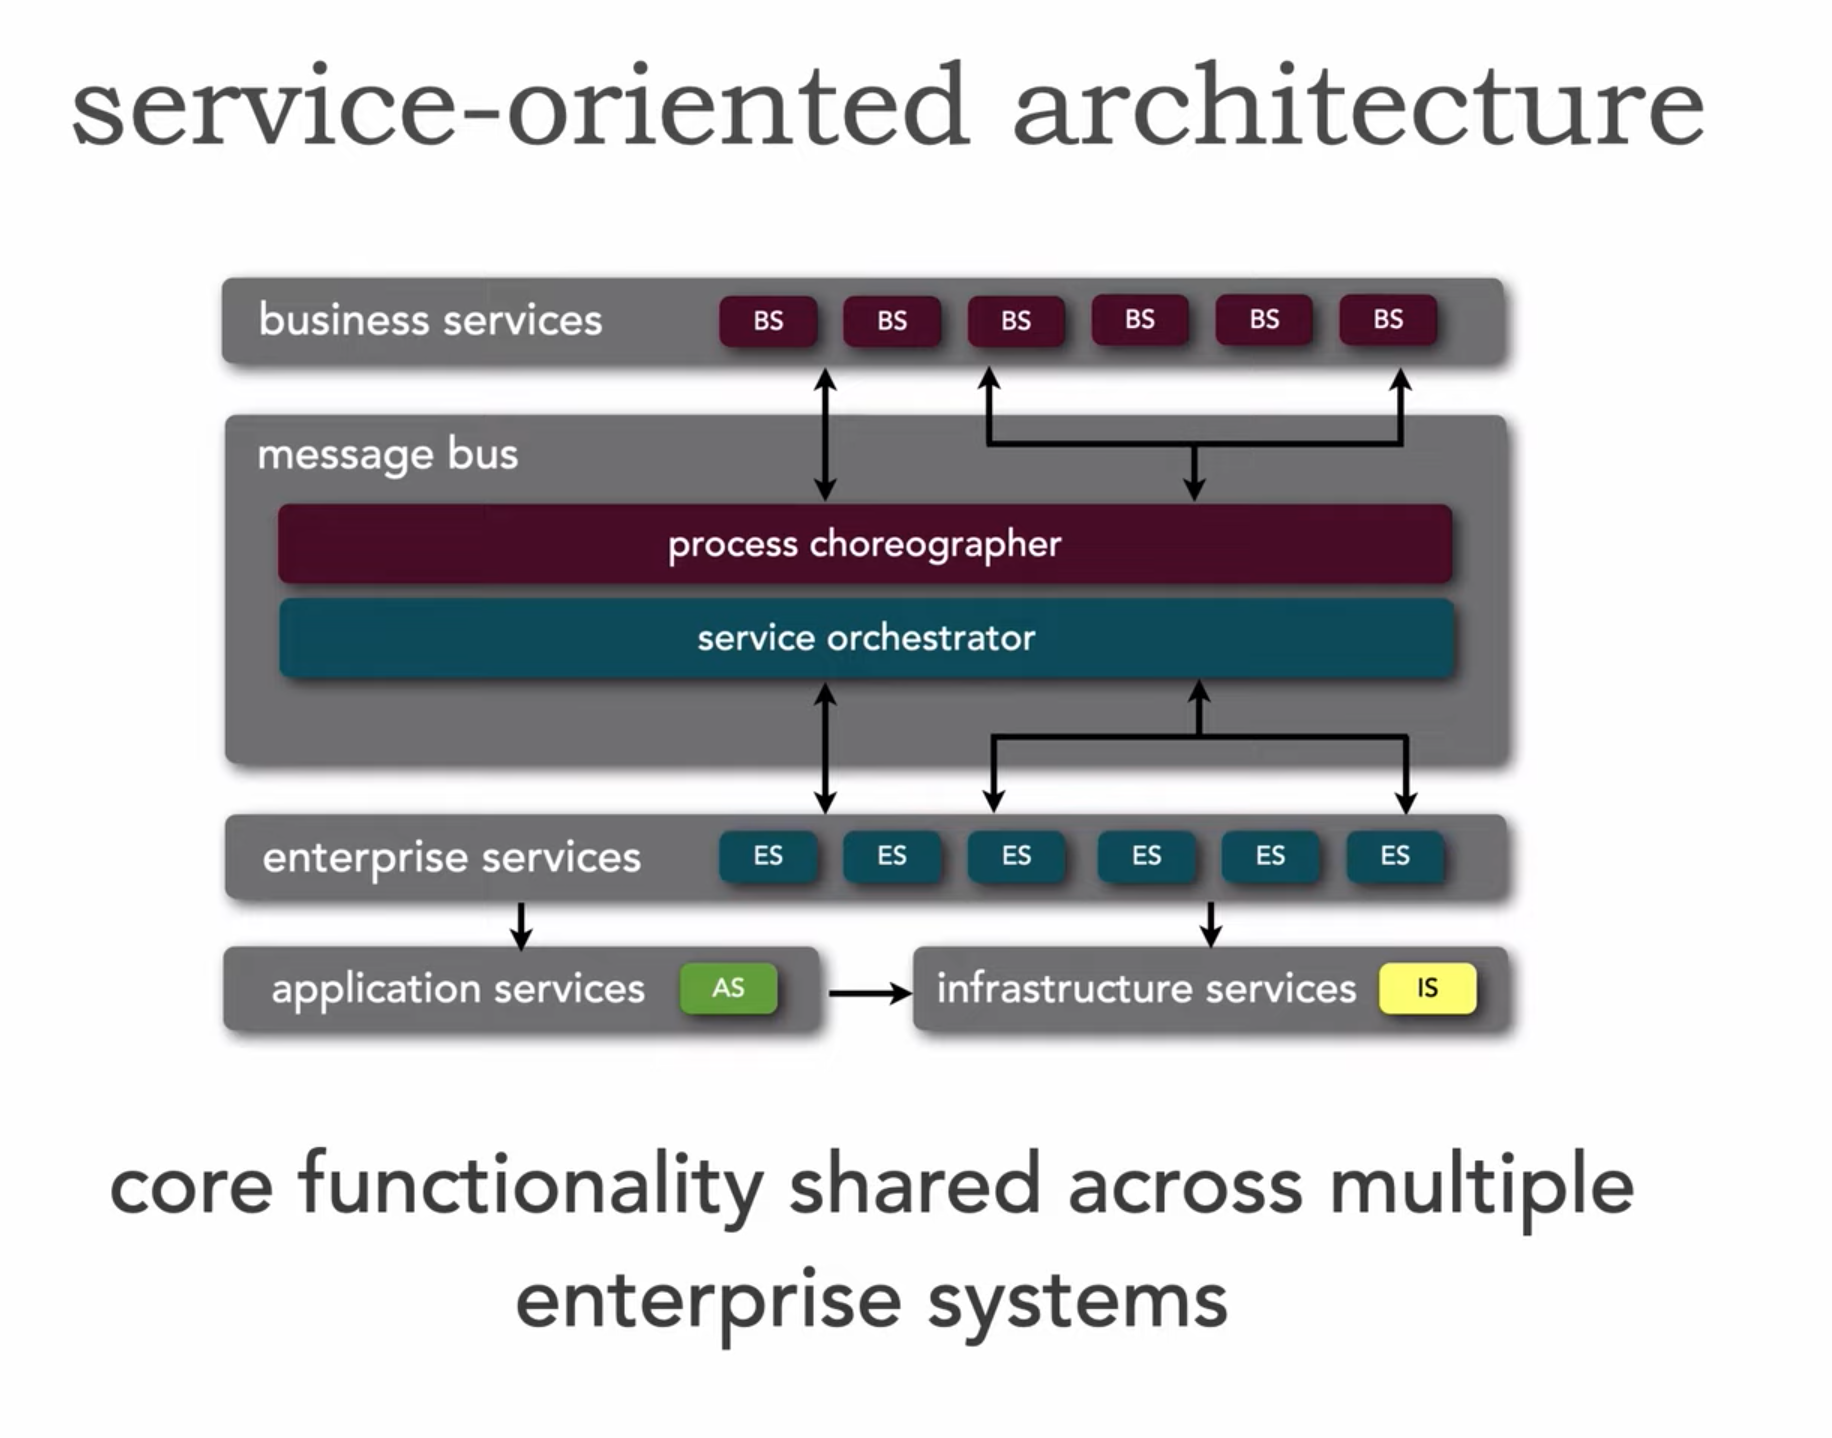 service-oriented architecture
business services BS BS BS BS BS BS
message bus
process choreographer
service orchestrator
enterprise services ES ES ES ES ES ES
application services AS infrastructure services IS
core functionality shared across multiple
enterprise systems